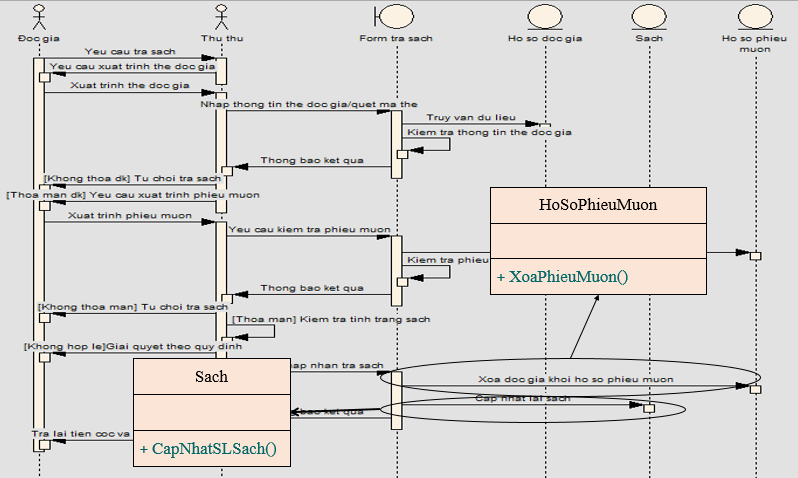 Đoc gia
Thu thu
Form tra sach
Ho so doc gia
Sach
Ho so phieu
muon
Yeu cau tra sach
Yeu cau xuat trinh the doc gia
Xuat trinh the doc gia
Nhap thong tin the doc gia/quet ma the
Truy van du lieu
Kiem tra thong tin the doc gia
Thong bao ket qua
[Khong thoa dk] Tu choi tra sach
[Thoa man dk] Yeu cau xuat trinh phieu muon
Xuat trinh phieu muon
HoSoPhieuMuon
Yeu cau kiem tra phieu muon
Kiem tra phieu
+ XoaPhieuMuon()
Thong bao ket qua
[Khong thoa man] Tu choi tra sach
[Thoa man] Kiem tra tinh trang sach
[Khong hop le]Giai quyet theo quy dinh
Sach
ap nhan tra sach
Xoa doc gia khoi ho so phieu muon
Cap nhat lai sach
bao ket qua
Tra lai tien coc va
+ CapNhatSLSach()